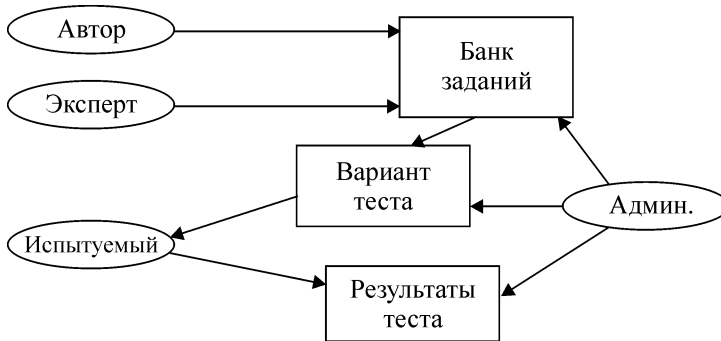 Автор
Банк
заданий
Эксперт
Вариант
теста
Админ.
Испытуемый
Результаты
теста